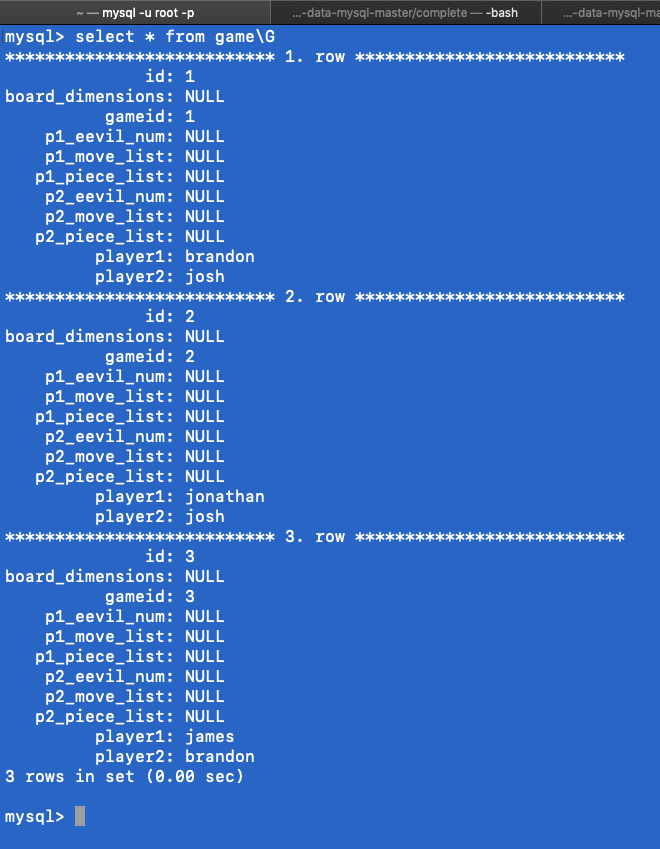 ~ — mysql -u root -p
...-data-mysql-master/complete — -bash
...-data-mysql-ma
mysql> select * from game\G
*************************** 1. row ***************************
id: 1
board_dimensions: NULL
gameid: 1
p1_eevil_num: NULL
p1_move_list: NULL
p1_piece_list: NULL
p2_eevil_num: NULL
p2_move_list: NULL
p2_piece_list: NULL
player1: brandon
player2: josh
*************************** 2. row ***************************
id: 2
board_dimensions: NULL
gameid: 2
p1_eevil_num: NULL
p1_move_list: NULL
p1_piece_list: NULL
p2_eevil_num: NULL
p2_move_list: NULL
p2_piece_list: NULL
player1: jonathan
player2: josh
*************************** 3. row ***************************
id: 3
board_dimensions: NULL
gameid: 3
p1_eevil_num: NULL
p1_move_list: NULL
p1_piece_list: NULL
p2_eevil_num: NULL
p2_move_list: NULL
p2_piece_list: NULL
player1: james
player2: brandon
3 rows in set (0.00 sec)
mysql>